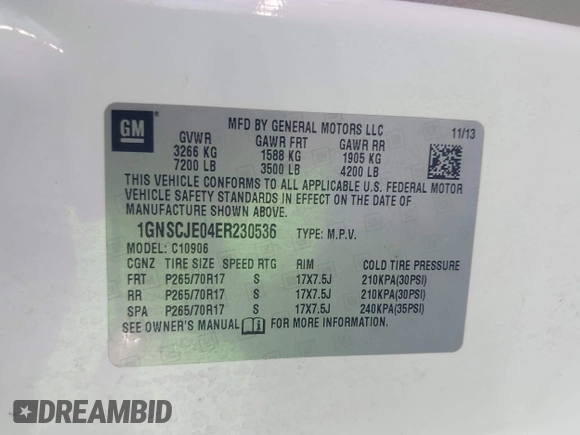 GM
MFD BY GENERAL MOTORS LLC
11/13
GVWR GAWR FRT GAWR RR
3266 KG 1588 KG 1905 KG
7200 LB 3500 LB 4200 LB
THIS VEHICLE CONFORMS TO ALL APPLICABLE U.S. FEDERAL MOTOR
VEHICLE SAFETY STANDARDS IN EFFECT ON THE DATE OF
MANUFACTURE SHOWN ABOVE.
1GNSCJE04ER230536 TYPE: M.P.V.
MODEL: C10906
CGNZ TIRE SIZE SPEED RTG RIM COLD TIRE PRESSURE
FRT P265/70R17 S 17X7.5J 210KPA(30PSI)
RR P265/70R17 S 17X7.5J 210KPA(30PSI)
SPA P265/70R17 S 17X7.5J 240KPA(35PSI)
SEE OWNER'S MANUAL FOR MORE INFORMATION.
DREAMBID